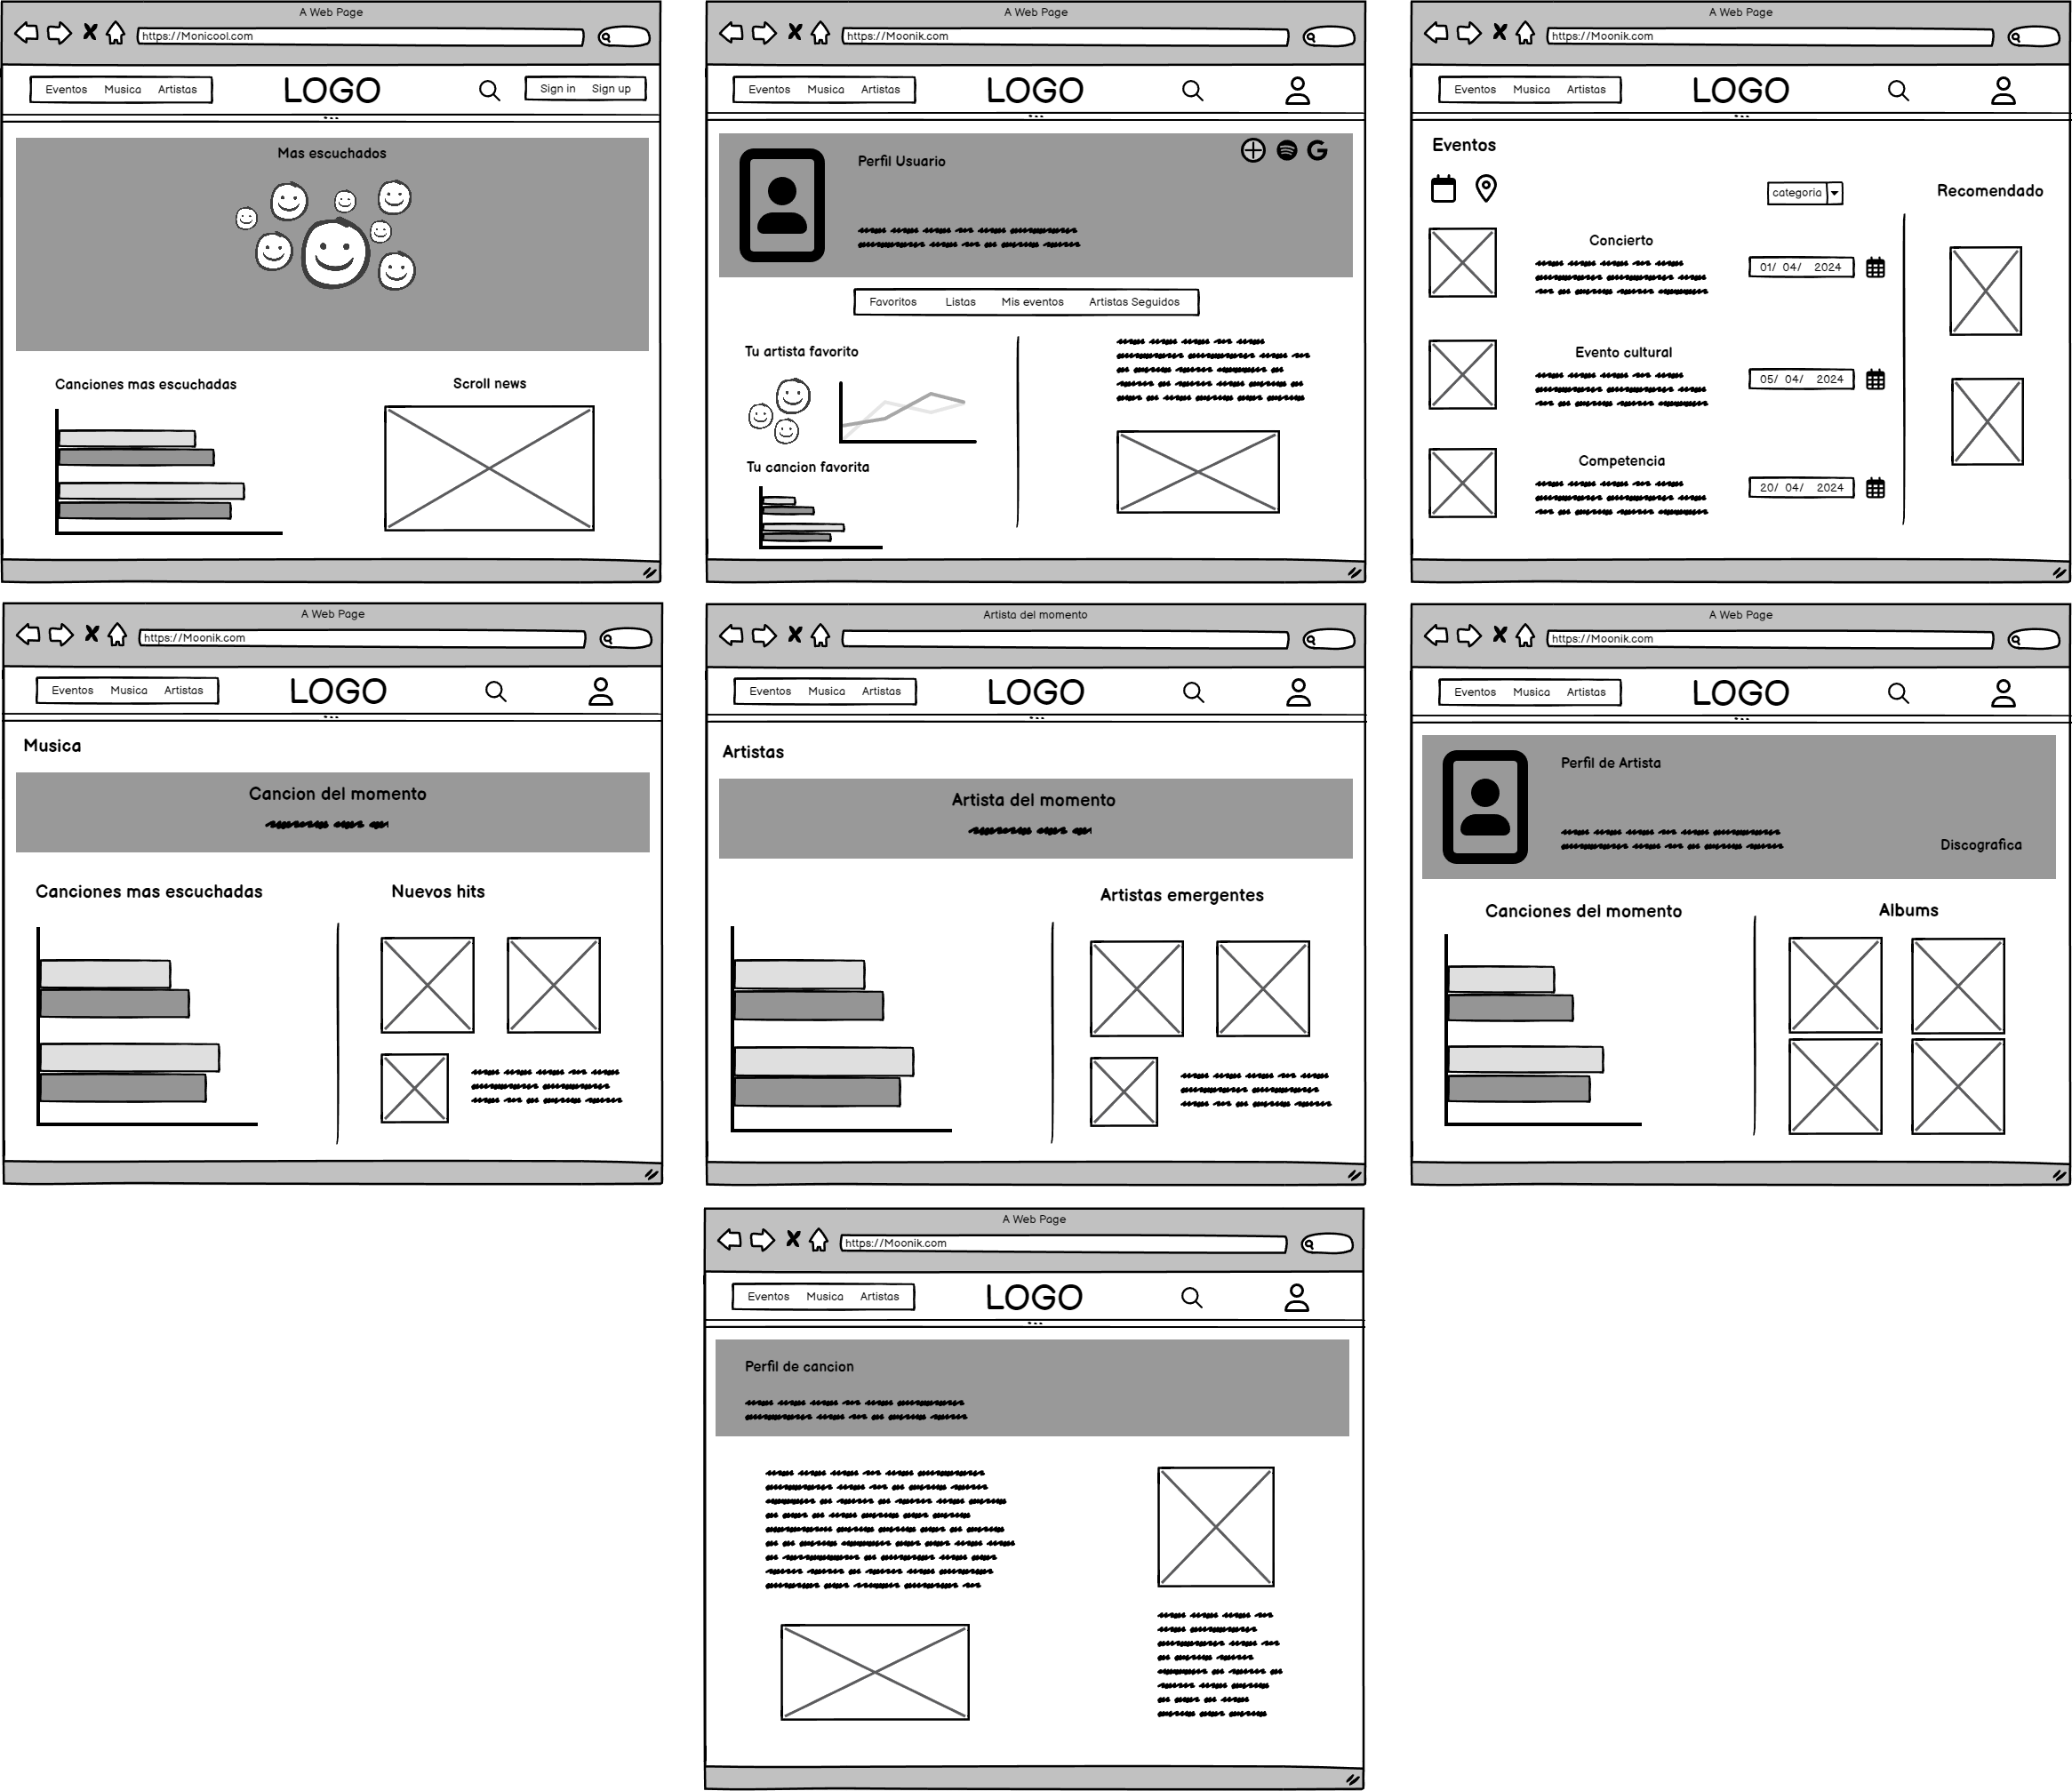 A Web Page
https://Monicool.com
Eventos Musica Artistas
LOGO
Sign in Sign up
Mas escuchados
Canciones mas escuchadas
Scroll news
A Web Page
https://Moonik.com
Eventos Musica Artistas
LOGO
Perfil Usuario
Favoritos Listas Mis eventos Artistas Seguidos
Tu artista favorito
Tu cancion favorita
A Web Page
https://Moonik.com
Eventos Musica Artistas
LOGO
Eventos
categoria
Recomendado
Concierto
01/ 04/ 2024
Evento cultural
05/ 04/ 2024
Competencia
20/ 04/ 2024
A Web Page
https://Moonik.com
Eventos Musica Artistas
LOGO
Musica
Cancion del momento
Canciones mas escuchadas
Nuevos hits
Artista del momento
Eventos Musica Artistas
LOGO
Artistas
Artista del momento
Artistas emergentes
A Web Page
https://Moonik.com
Eventos Musica Artistas
LOGO
Perfil de Artista
Discografica
Canciones del momento
Albums
A Web Page
https://Moonik.com
Eventos Musica Artistas
LOGO
Perfil de cancion